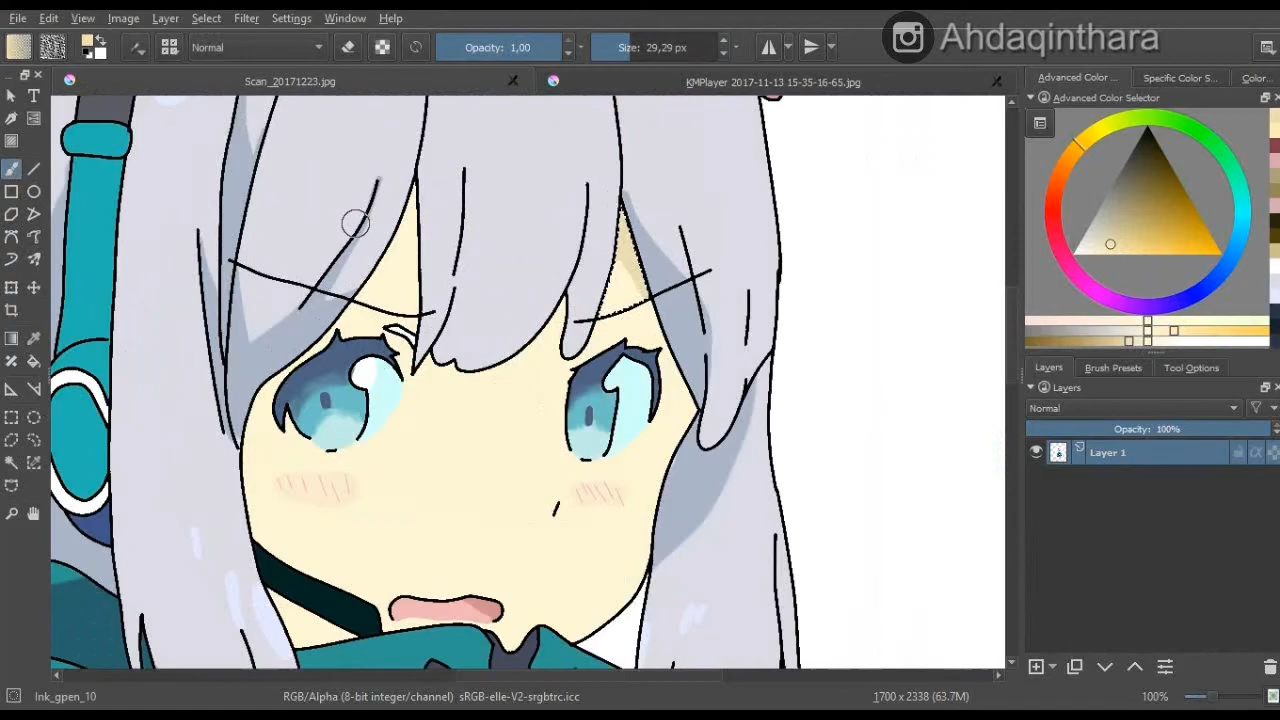 File Edit View Image Layer Select Filter Settings Window Help
Ahdaqinthara
Normal Opacity: 1,00 Size: 29,29 px
Scan_20171223.jpg KMPlayer 2017-11-13 15-35-16-65.jpg
Advanced Color ... Specific Color S... Color...
Advanced Color Selector
Layers Brush Presets Tool Options
Layers
Normal
Opacity: 100%
Layer 1
Ink_gpen_10 RGB/Alpha (8-bit integer/channel) sRGB-elle-V2-srgbtrc.icc 1700 x 2338 (63.7M) 100%